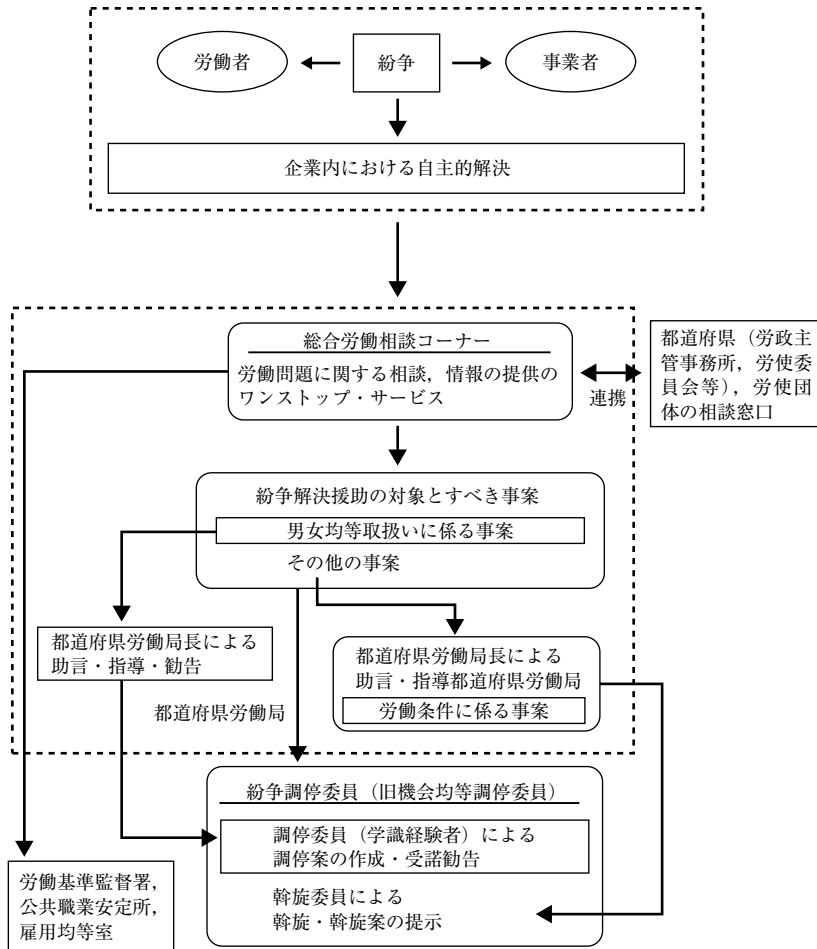 労働者
紛争
事業者
企業内における自主的解決
総合労働相談コーナー
労働問題に関する相談，情報の提供の
ワンストップ・サービス
連携
都道府県（労政主
管事務所，労使委
員会等），労使団
体の相談窓口
紛争解決援助の対象とすべき事案
男女均等取扱いに係る事案
その他の事案
都道府県労働局長による
助言・指導・勧告
都道府県労働局長による
助言・指導都道府県労働局
労働条件に係る事案
都道府県労働局
紛争調停委員（旧機会均等調停委員）
調停委員（学識経験者）による
調停案の作成・受諾勧告
斡旋委員による
斡旋・斡旋案の提示
労働基準監督署，
公共職業安定所，
雇用均等室